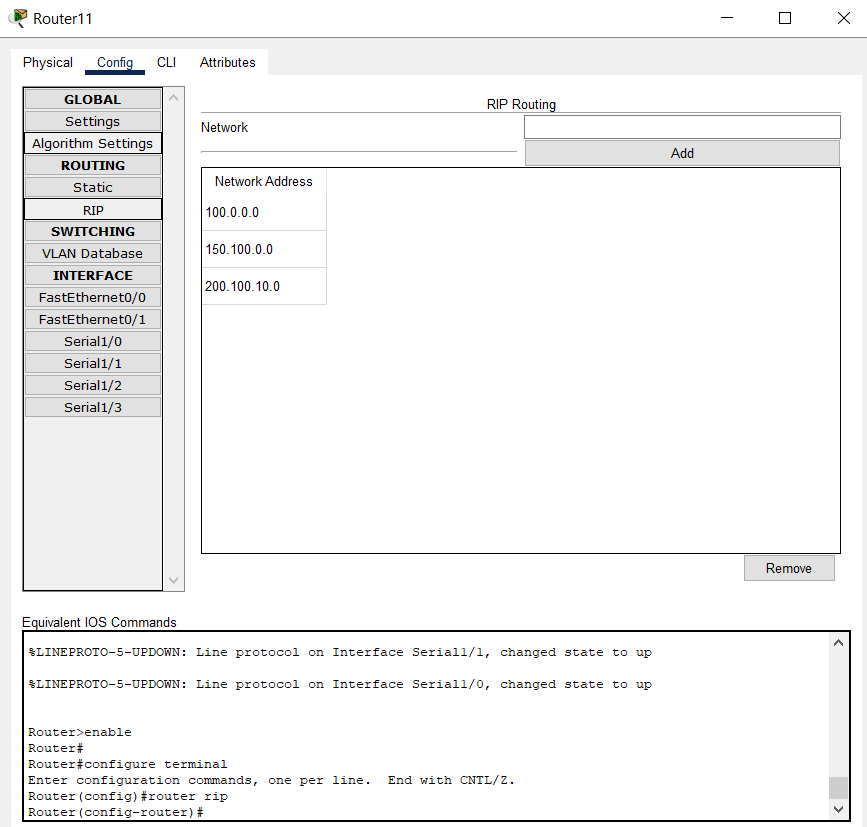 Router11
Physical Config CLI Attributes
GLOBAL
Settings
Algorithm Settings
ROUTING
Static
RIP
SWITCHING
VLAN Database
INTERFACE
FastEthernet0/0
FastEthernet0/1
Serial1/0
Serial1/1
Serial1/2
Serial1/3
RIP Routing
Network
Add
Network Address
100.0.0.0
150.100.0.0
200.100.10.0
Remove
Equivalent IOS Commands
%LINEPROTO-5-UPDOWN: Line protocol on Interface Serial1/1, changed state to up
%LINEPROTO-5-UPDOWN: Line protocol on Interface Serial1/0, changed state to up
Router>enable
Router#
Router#configure terminal
Enter configuration commands, one per line.  End with CNTL/Z.
Router(config)#router rip
Router(config-router)#